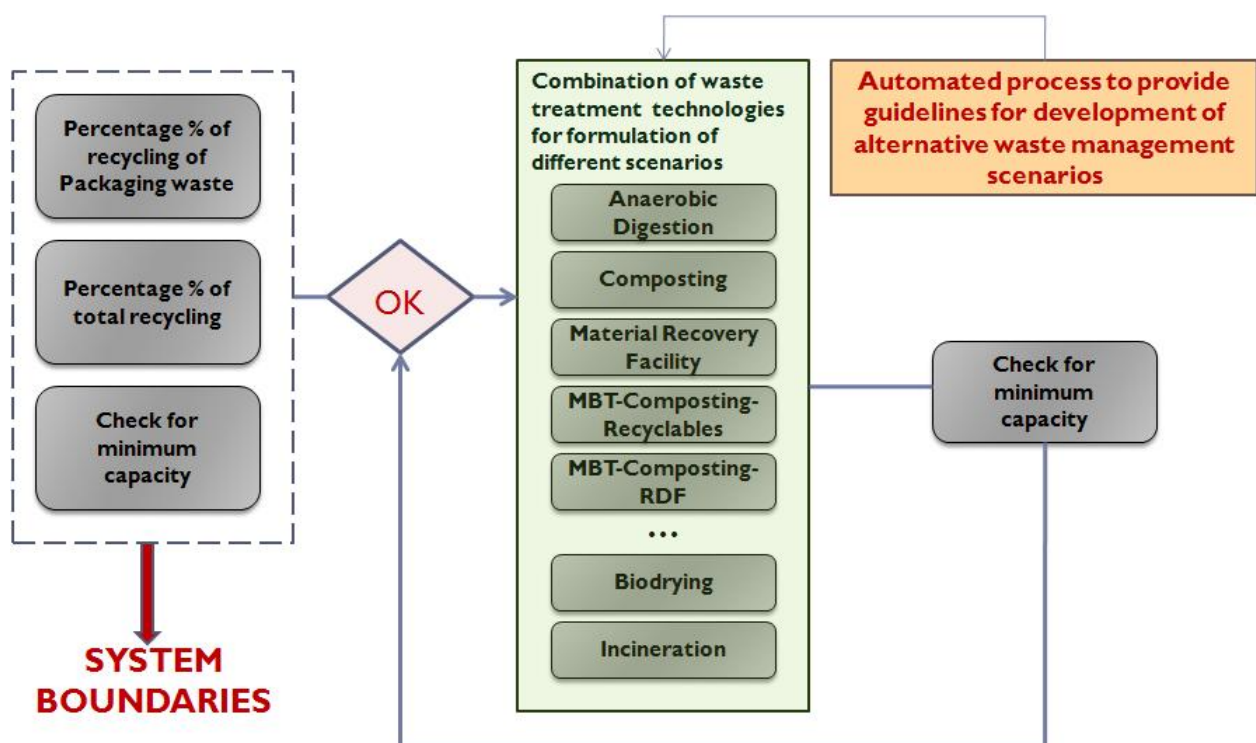 Percentage % of
recycling of
Packaging waste
Percentage % of
total recycling
Check for
minimum
capacity
SYSTEM
BOUNDARIES
OK
Combination of waste
treatment technologies
for formulation of
different scenarios
Anaerobic
Digestion
Composting
Material Recovery
Facility
MBT-Composting-
Recyclables
MBT-Composting-
RDF
...
Biodrying
Incineration
Automated process to provide
guidelines for development of
alternative waste management
scenarios
Check for
minimum
capacity